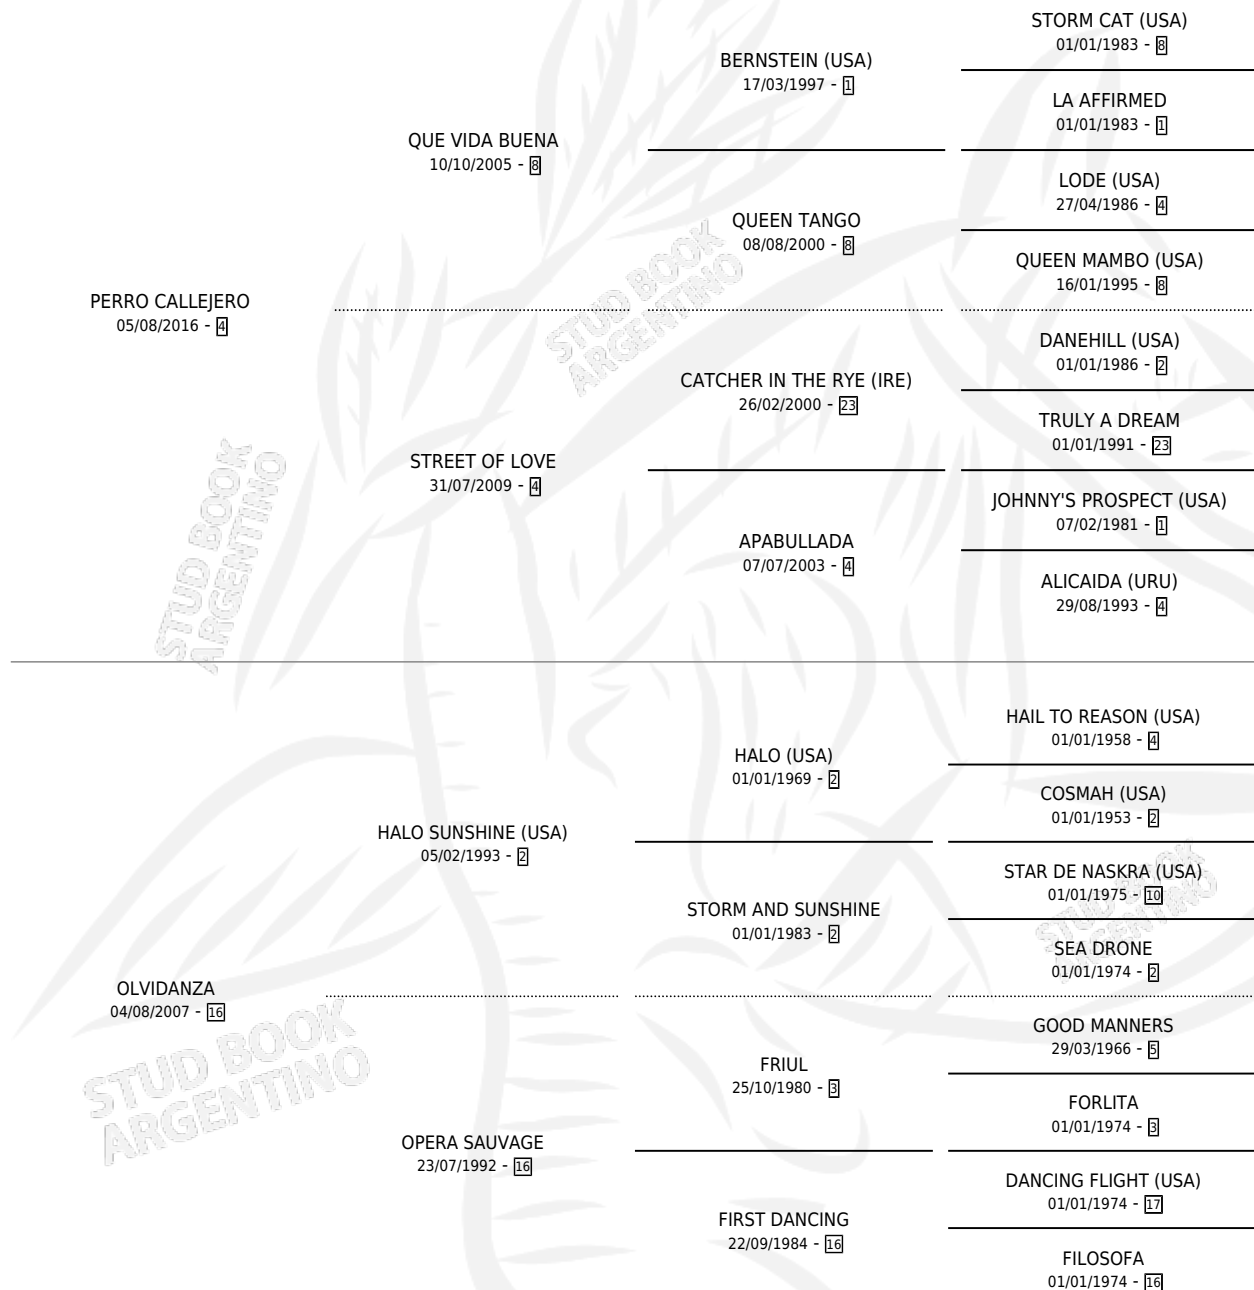 STORM CAT (USA)
01/01/1983 - 8
BERNSTEIN (USA)
17/03/1997 - 1
LA AFFIRMED
01/01/1983 - 1
QUE VIDA BUENA
10/10/2005 - 8
LODE (USA)
27/04/1986 - 4
QUEEN TANGO
08/08/2000 - 8
QUEEN MAMBO (USA)
16/01/1995 - 8
PERRO CALLEJERO
05/08/2016 - 4
DANEHILL (USA)
01/01/1986 - 2
CATCHER IN THE RYE (IRE)
26/02/2000 - 23
TRULY A DREAM
01/01/1991 - 23
STREET OF LOVE
31/07/2009 - 4
JOHNNY'S PROSPECT (USA)
07/02/1981 - 1
APABULLADA
07/07/2003 - 4
ALICAIDA (URU)
29/08/1993 - 4
HAIL TO REASON (USA)
01/01/1958 - 4
HALO (USA)
01/01/1969 - 2
COSMAH (USA)
01/01/1953 - 2
HALO SUNSHINE (USA)
05/02/1993 - 2
STAR DE NASKRA (USA)
01/01/1975 - 10
STORM AND SUNSHINE
01/01/1983 - 2
SEA DRONE
01/01/1974 - 2
OLVIDANZA
04/08/2007 - 16
GOOD MANNERS
29/03/1966 - 5
FRIUL
25/10/1980 - 3
FORLITA
01/01/1974 - 3
OPERA SAUVAGE
23/07/1992 - 16
DANCING FLIGHT (USA)
01/01/1974 - 17
FIRST DANCING
22/09/1984 - 16
FILOSOFA
01/01/1974 - 16
STUD BOOK
ARGENTINO
STUD BOOK
ARGENTINO
STUD BOOK
ARGENTINO
STUD BOOK
ARGENTINO